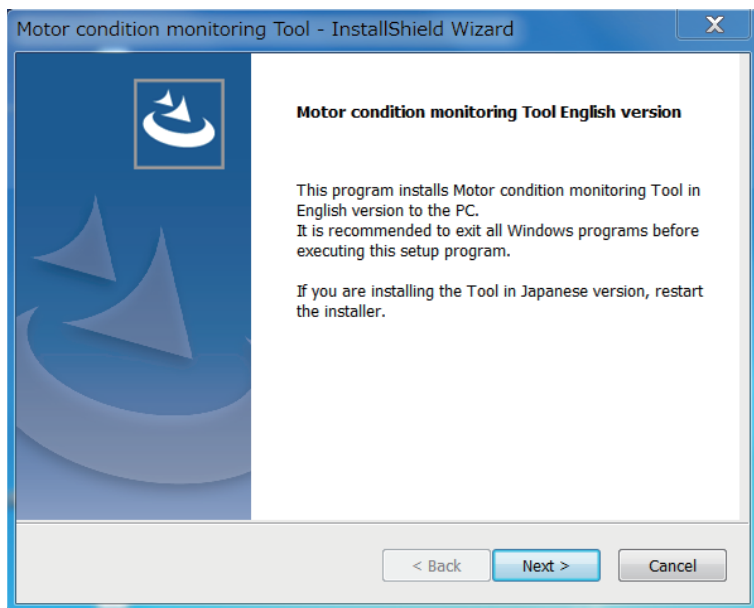 Motor condition monitoring Tool - InstallShield Wizard
X
Motor condition monitoring Tool English version
This program installs Motor condition monitoring Tool in
English version to the PC.
It is recommended to exit all Windows programs before
executing this setup program.
If you are installing the Tool in Japanese version, restart
the installer.
< Back Next > Cancel